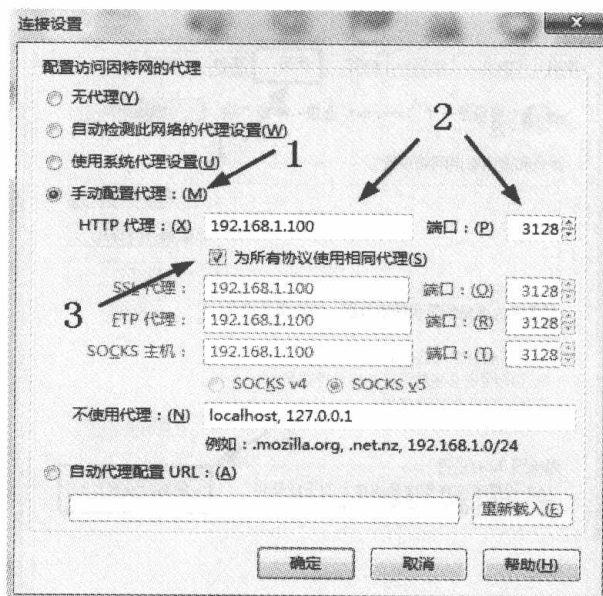 连接设置
配置访问因特网的代理
无代理(Y)
自动检测此网络的代理设置(W)
使用系统代理设置(U)
1
2
手动配置代理：(M)
HTTP 代理：(X) 192.168.1.100 端口：(P) 3128
为所有协议使用相同代理(S)
3
SSL 代理： 192.168.1.100 端口：(O) 3128
FTP 代理： 192.168.1.100 端口：(R) 3128
SOCKS 主机： 192.168.1.100 端口：(T) 3128
SOCKS v4 SOCKS v5
不使用代理：(N) localhost, 127.0.0.1
例如：.mozilla.org, .net.nz, 192.168.1.0/24
自动代理配置 URL：(A)
重新载入(E)
确定 取消 帮助(H)